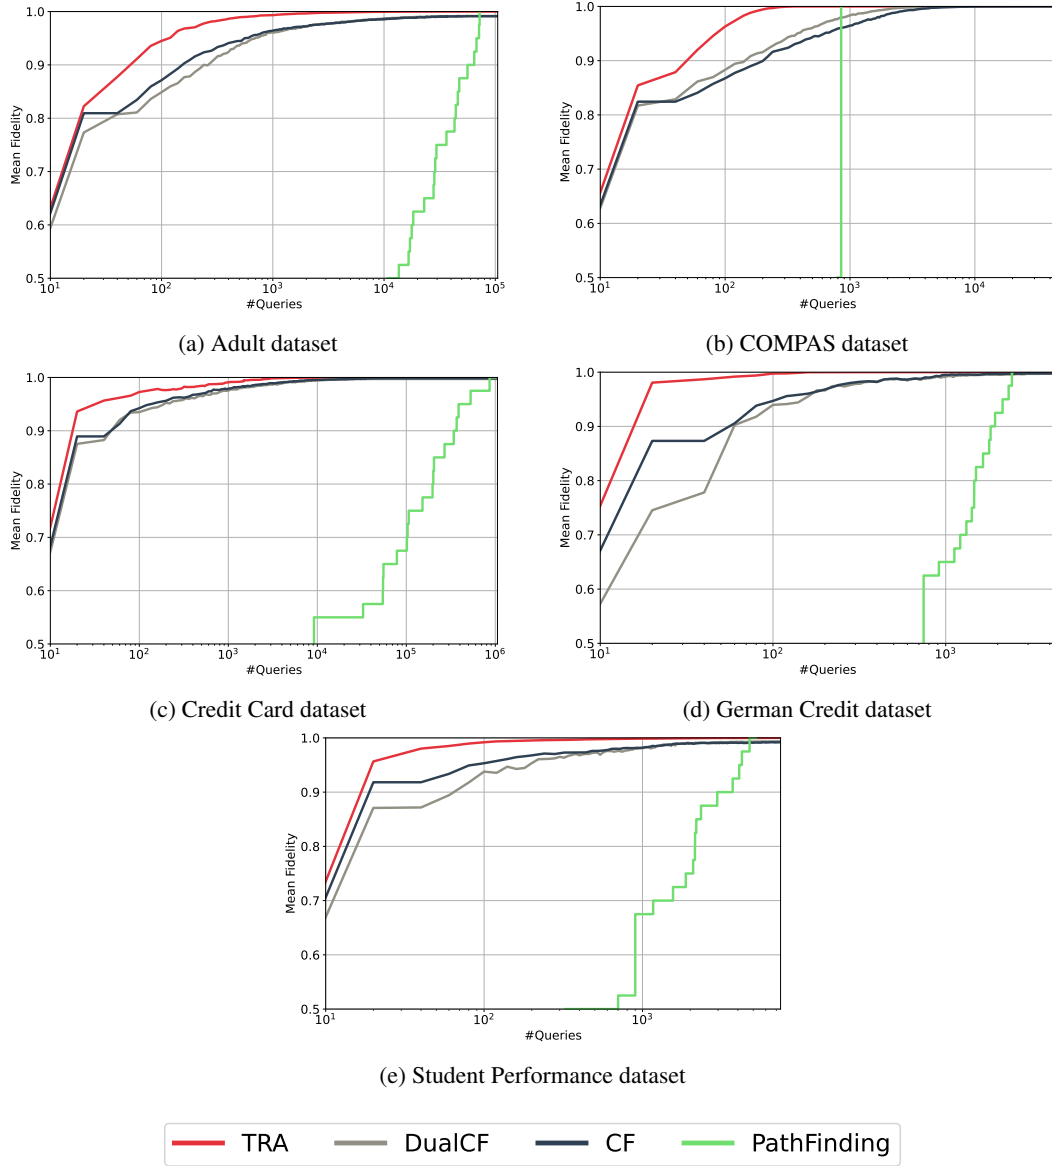 1.0
0.9
0.8
0.7
0.6
0.5
Mean Fidelity
10^1 10^2 10^3 10^4 10^5
#Queries
(a) Adult dataset
1.0
0.9
0.8
0.7
0.6
0.5
Mean Fidelity
10^1 10^2 10^3 10^4
#Queries
(b) COMPAS dataset
1.0
0.9
0.8
0.7
0.6
0.5
Mean Fidelity
10^1 10^2 10^3 10^4 10^5 10^6
#Queries
(c) Credit Card dataset
1.0
0.9
0.8
0.7
0.6
0.5
Mean Fidelity
10^1 10^2 10^3
#Queries
(d) German Credit dataset
1.0
0.9
0.8
0.7
0.6
0.5
Mean Fidelity
10^1 10^2 10^3
#Queries
(e) Student Performance dataset
TRA DualCF CF PathFinding